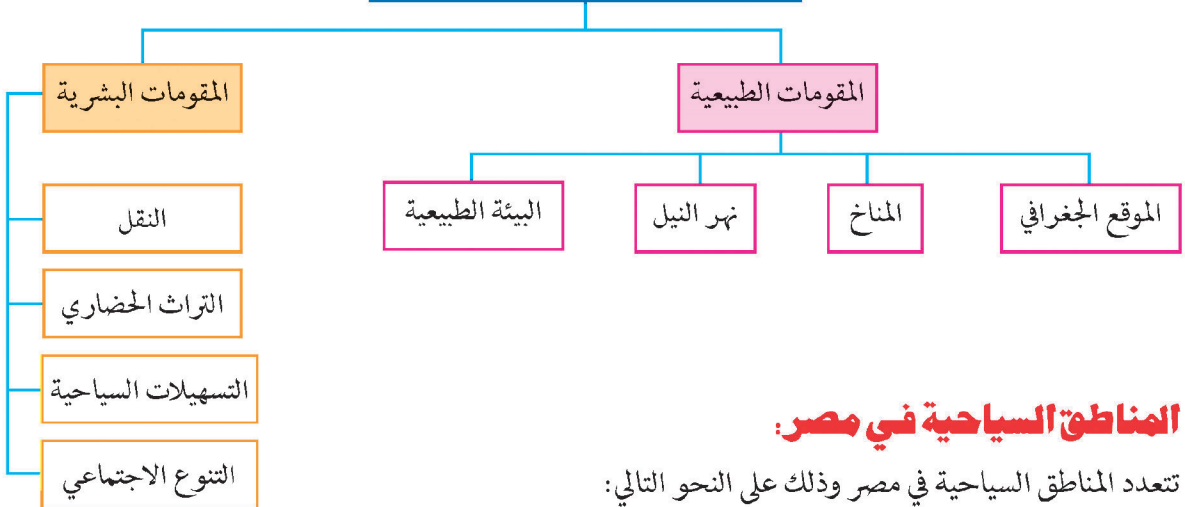 المقومات الطبيعية
المقومات البشرية
الموقع الجغرافي
المناخ
نهر النيل
البيئة الطبيعية
النقل
التراث الحضاري
التسهيلات السياحية
التنوع الاجتماعي
المناطق السياحية في مصر:
تتعدد المناطق السياحية في مصر وذلك على النحو التالي: